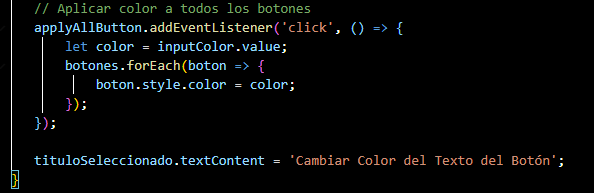 // Aplicar color a todos los botones
applyAllButton.addEventListener('click', () => {
let color = inputColor.value;
botones.forEach(boton => {
boton.style.color = color;
});
});
tituloSeleccionado.textContent = 'Cambiar Color del Texto del Botón';
}